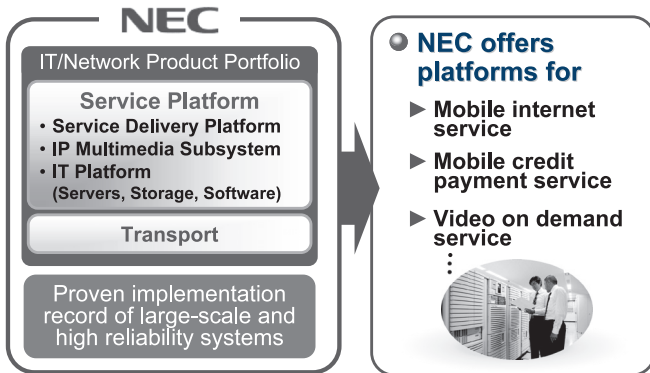 NEC
IT/Network Product Portfolio
Service Platform
• Service Delivery Platform
• IP Multimedia Subsystem
• IT Platform
(Servers, Storage, Software)
Transport
Proven implementation
record of large-scale and
high reliability systems
NEC offers
platforms for
▶ Mobile internet
service
▶ Mobile credit
payment service
▶ Video on demand
service
⋮